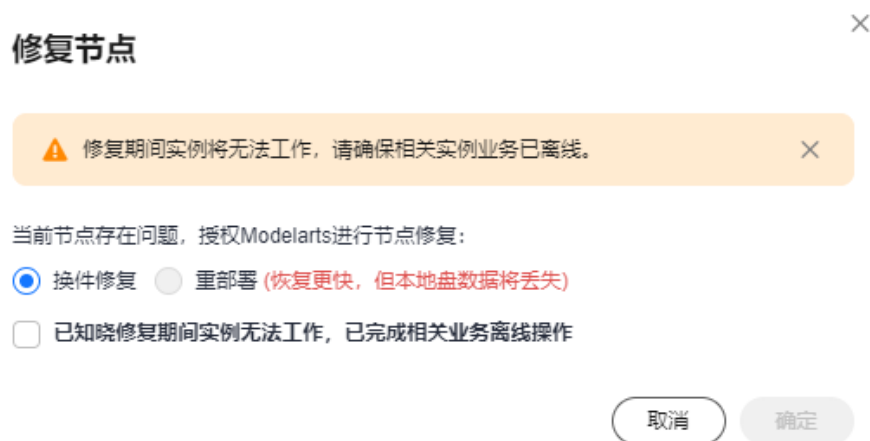 修复节点
修复期间实例将无法工作，请确保相关实例业务已离线。
当前节点存在问题，授权Modelarts进行节点修复：
换件修复 重部署 (恢复更快，但本地盘数据将丢失)
已知晓修复期间实例无法工作，已完成相关业务离线操作
取消 确定